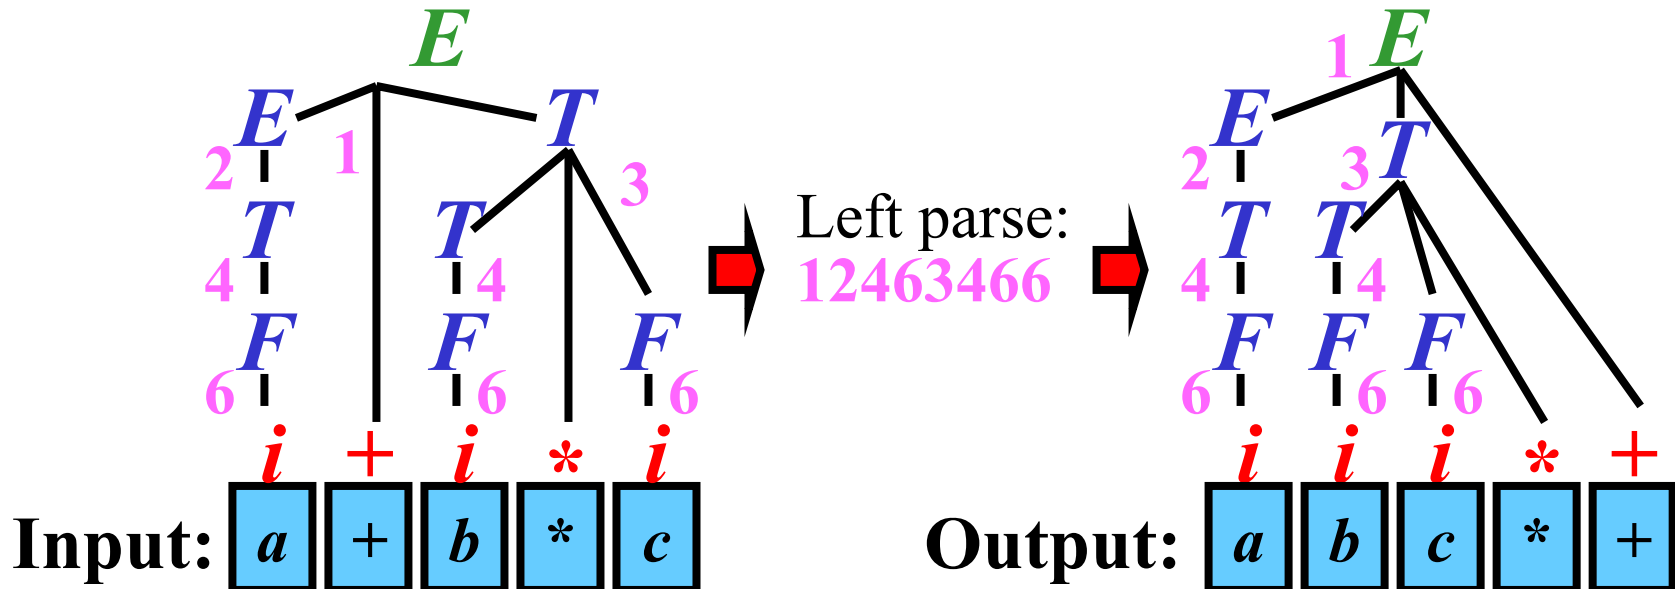 E
1 E
E T
E
2 1
2 3 T
3
T T
Left parse:
T T
4 4
12463466
4 4
F F F
F F F
6 6 6
6 6 6
i + i * i
i i i * +
Input: a + b * c
Output: a b c * +